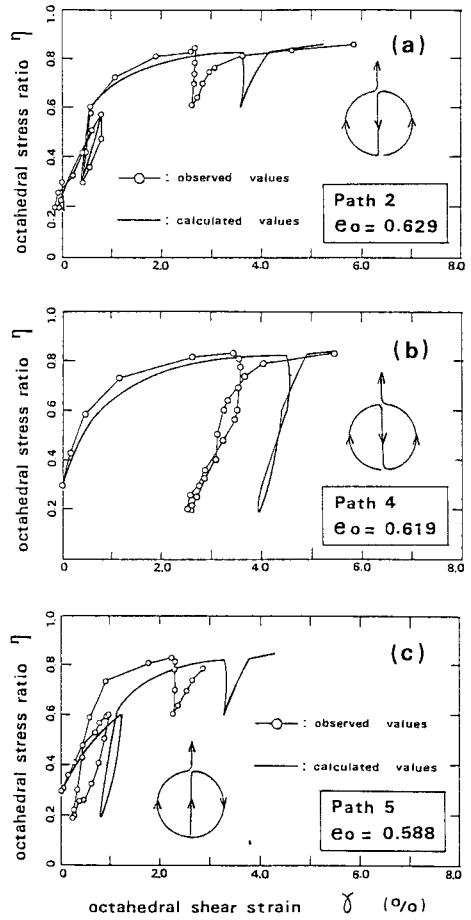 octahedral stress ratio η
1.0
0.8
0.6
0.4
0.2
0
(a)
: observed values
: calculated values
Path 2
eo = 0.629
0
2.0
4.0
6.0
8.0
octahedral stress ratio η
1.0
0.8
0.6
0.4
0.2
0
(b)
Path 4
eo = 0.619
0
2.0
4.0
6.0
8.0
octahedral stress ratio η
1.0
0.8
0.6
0.4
0.2
0
(c)
: observed values
: calculated values
Path 5
eo = 0.588
0
2.0
4.0
6.0
8.0
octahedral shear strain γ (%)